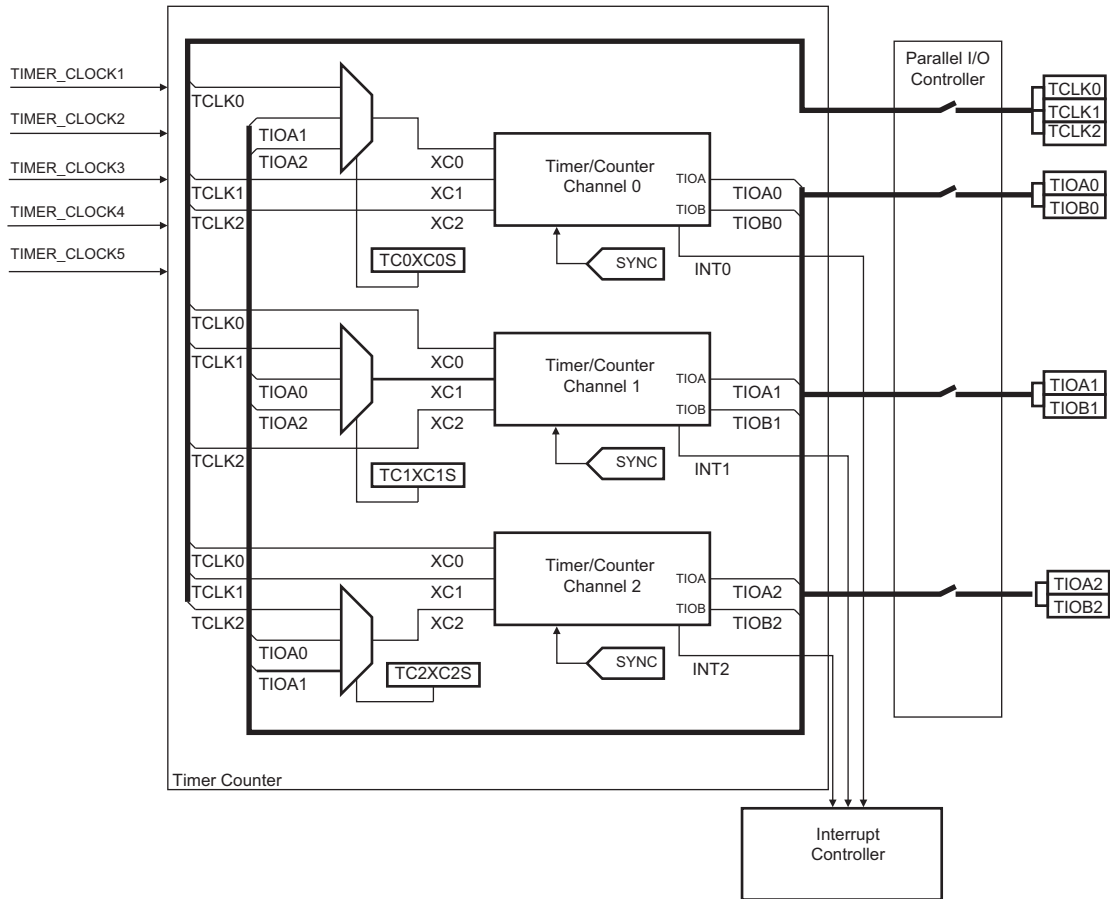 TIMER_CLOCK1
TIMER_CLOCK2
TIMER_CLOCK3
TIMER_CLOCK4
TIMER_CLOCK5
TCLK0
TIOA1
TIOA2
TCLK1
TCLK2
XC0
XC1
XC2
TC0XC0S
Timer/Counter
Channel 0
TIOA
TIOB
TIOA0
TIOB0
SYNC
INT0
TCLK0
TCLK1
TIOA0
TIOA2
TCLK2
XC0
XC1
XC2
TC1XC1S
Timer/Counter
Channel 1
TIOA
TIOB
TIOA1
TIOB1
SYNC
INT1
TCLK0
TCLK1
TCLK2
TIOA0
TIOA1
XC0
XC1
XC2
TC2XC2S
Timer/Counter
Channel 2
TIOA
TIOB
TIOA2
TIOB2
SYNC
INT2
Timer Counter
Parallel I/O
Controller
TCLK0
TCLK1
TCLK2
TIOA0
TIOB0
TIOA1
TIOB1
TIOA2
TIOB2
Interrupt
Controller